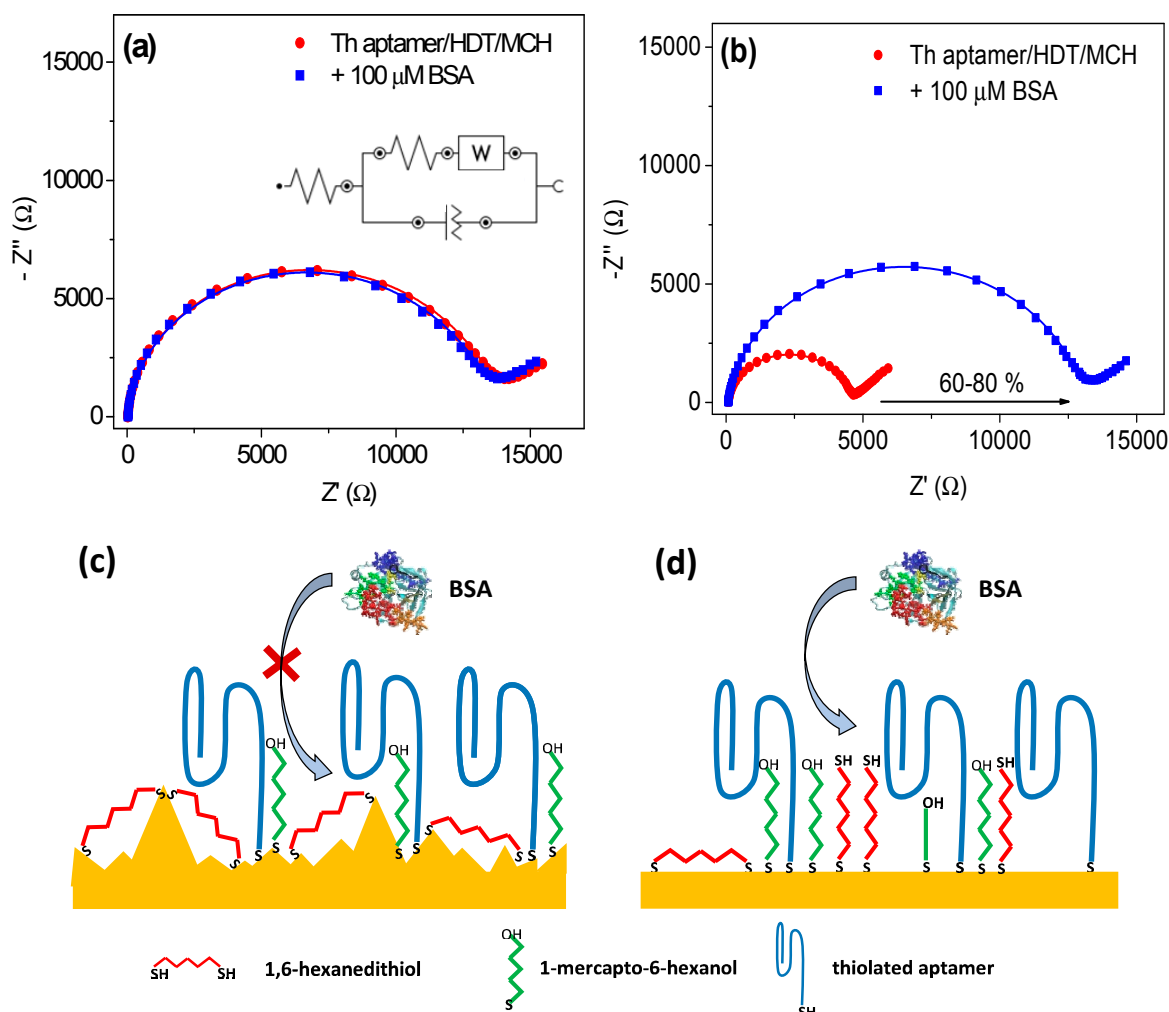 (a)
Th aptamer/HDT/MCH
+ 100 μM BSA
W
15000
10000
5000
0
- Z" (Ω)
0
5000
10000
15000
Z' (Ω)
(b)
Th aptamer/HDT/MCH
+ 100 μM BSA
15000
10000
5000
0
-Z" (Ω)
60-80 %
0
5000
10000
15000
Z' (Ω)
(c)
BSA
OH
OH
OH
S
S
S
S
S
S
S
S
S
S
S
S
S
S
(d)
BSA
OH
OH
SH
SH
OH
OH
SH
S
S
S
S
S
S
S
S
S
S
S
S
SH
SH
1,6-hexanedithiol
OH
S
1-mercapto-6-hexanol
SH
thiolated aptamer